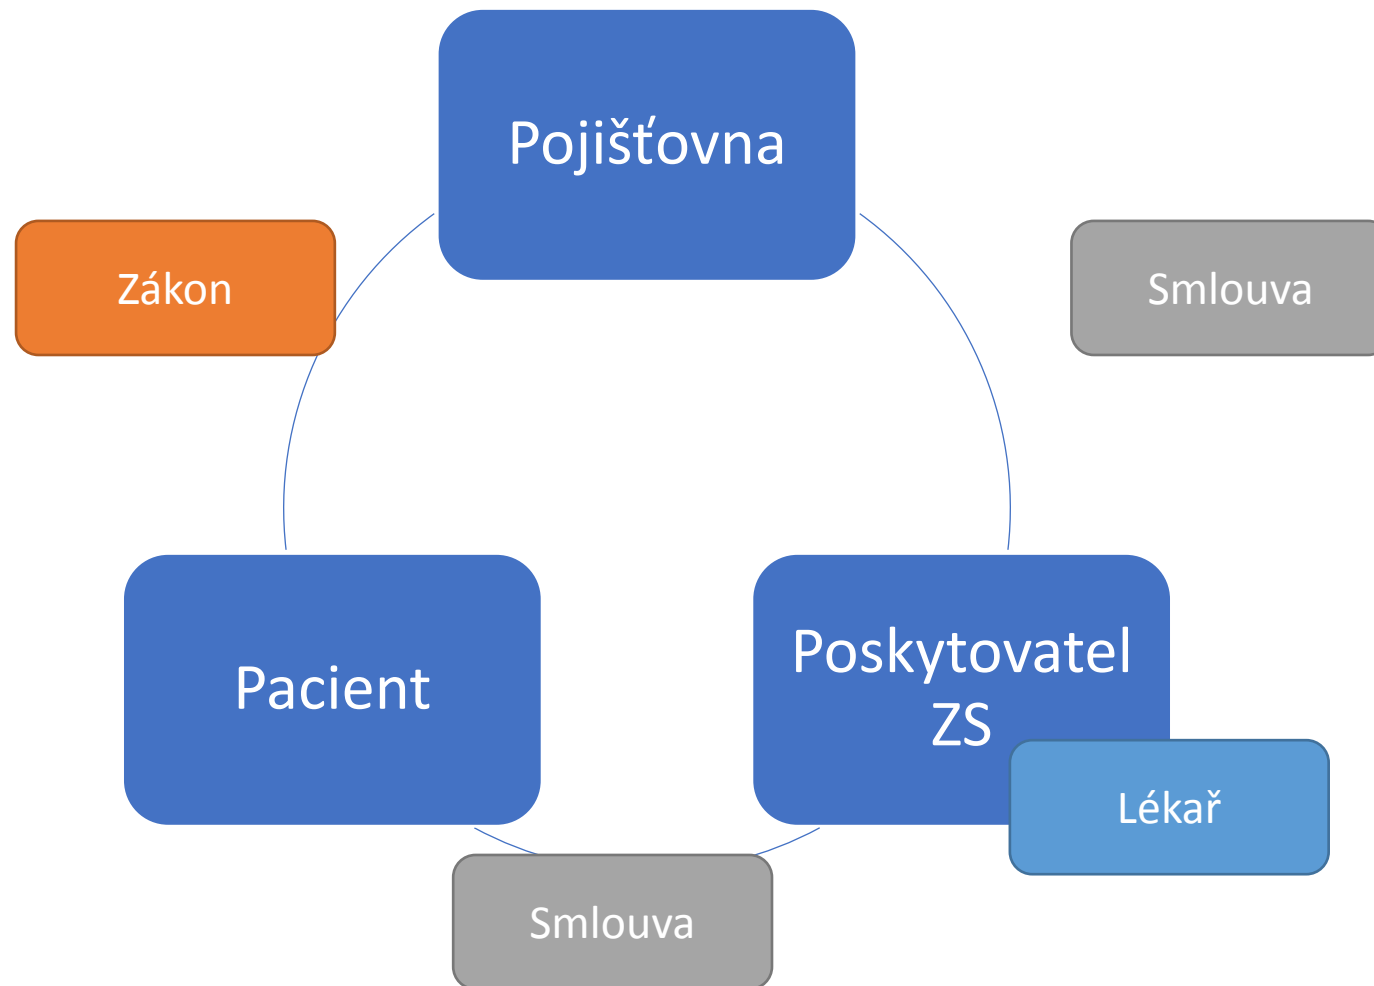 Pojišťovna
Zákon
Smlouva
Pacient
Poskytovatel
ZS
Lékař
Smlouva